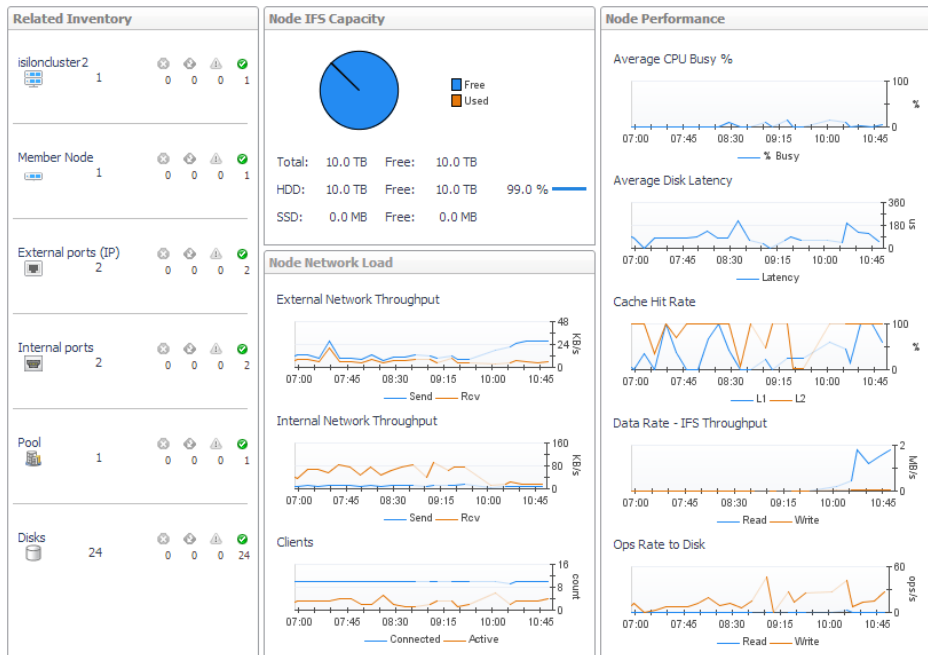 Related Inventory
isiloncluster2
1
0 0 0 1
Member Node
1
0 0 0 1
External ports (IP)
2
0 0 0 2
Internal ports
2
0 0 0 2
Pool
1
0 0 0 1
Disks
24
0 0 0 24
Node IFS Capacity
Free
Used
Total: 10.0 TB Free: 10.0 TB
HDD: 10.0 TB Free: 10.0 TB 99.0 %
SSD: 0.0 MB Free: 0.0 MB
Node Network Load
External Network Throughput
48
24
0
KB/s
07:00 07:45 08:30 09:15 10:00 10:45
Send Rcv
Internal Network Throughput
160
80
0
KB/s
07:00 07:45 08:30 09:15 10:00 10:45
Send Rcv
Clients
16
8
0
count
07:00 07:45 08:30 09:15 10:00 10:45
Connected Active
Node Performance
Average CPU Busy %
100
0
%
07:00 07:45 08:30 09:15 10:00 10:45
% Busy
Average Disk Latency
360
180
0
us
07:00 07:45 08:30 09:15 10:00 10:45
Latency
Cache Hit Rate
100
0
%
07:00 07:45 08:30 09:15 10:00 10:45
L1 L2
Data Rate - IFS Throughput
2
0
MB/s
07:00 07:45 08:30 09:15 10:00 10:45
Read Write
Ops Rate to Disk
60
0
ops/s
07:00 07:45 08:30 09:15 10:00 10:45
Read Write